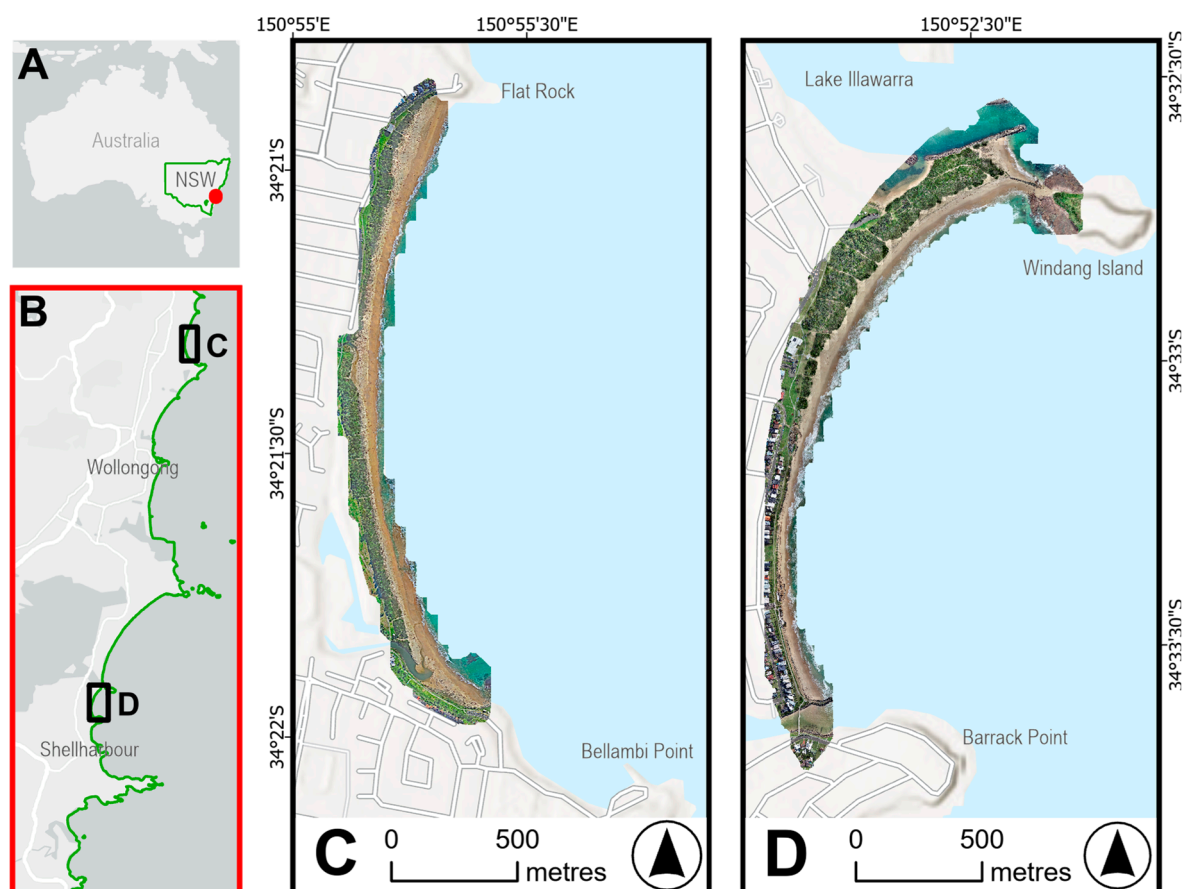 A
Australia
NSW
B
C
Wollongong
D
Shellharbour
150°55'E
150°55'30"E
34°21'S
34°21'30"S
34°22'S
Flat Rock
Bellambi Point
C
0
500
metres
150°52'30"E
34°32'30"S
34°33'S
34°33'30"S
Lake Illawarra
Windang Island
Barrack Point
D
0
500
metres